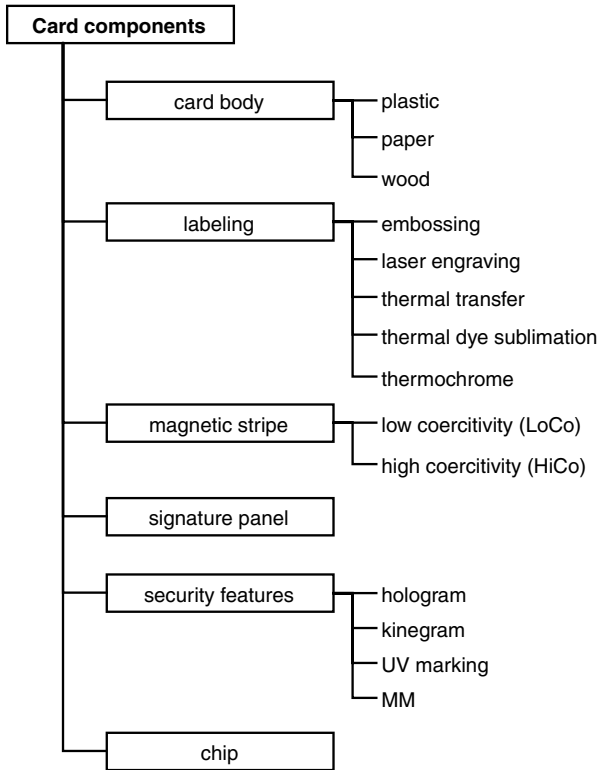 Card components
card body
plastic
paper
wood
labeling
embossing
laser engraving
thermal transfer
thermal dye sublimation
thermochrome
magnetic stripe
low coercitivity (LoCo)
high coercitivity (HiCo)
signature panel
security features
hologram
kinegram
UV marking
MM
chip